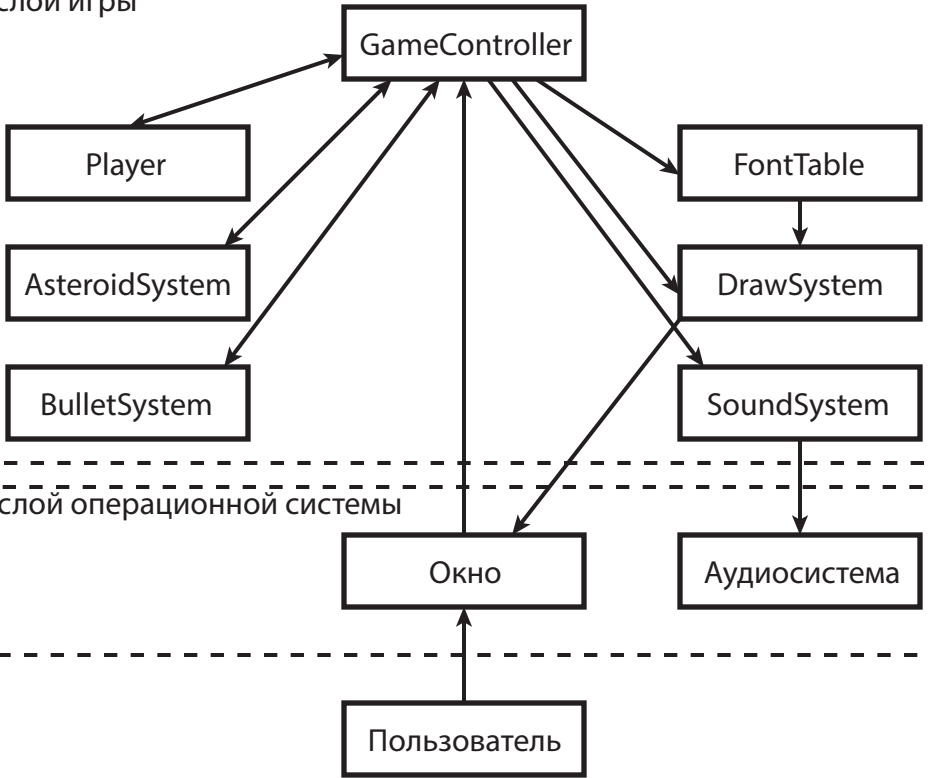 слой игры
GameController
Player
FontTable
AsteroidSystem
DrawSystem
BulletSystem
SoundSystem
слой операционной системы
Окно
Аудиосистема
Пользователь